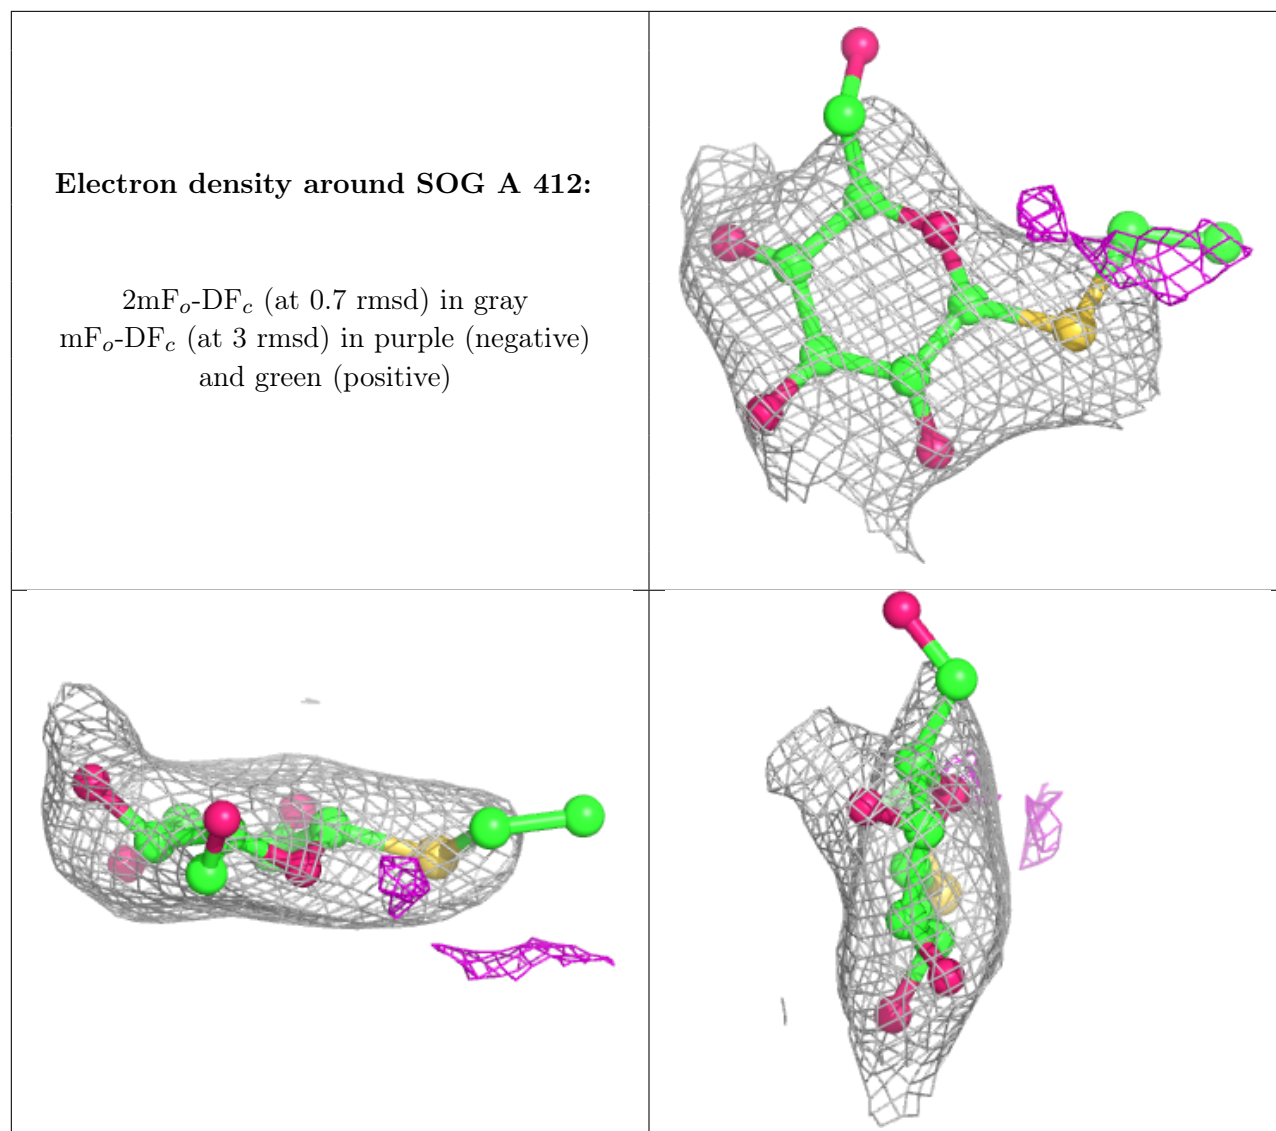 Electron density around SOG A 412:
2mFₒ-DF𝒸 (at 0.7 rmsd) in gray
mFₒ-DF𝒸 (at 3 rmsd) in purple (negative)
and green (positive)